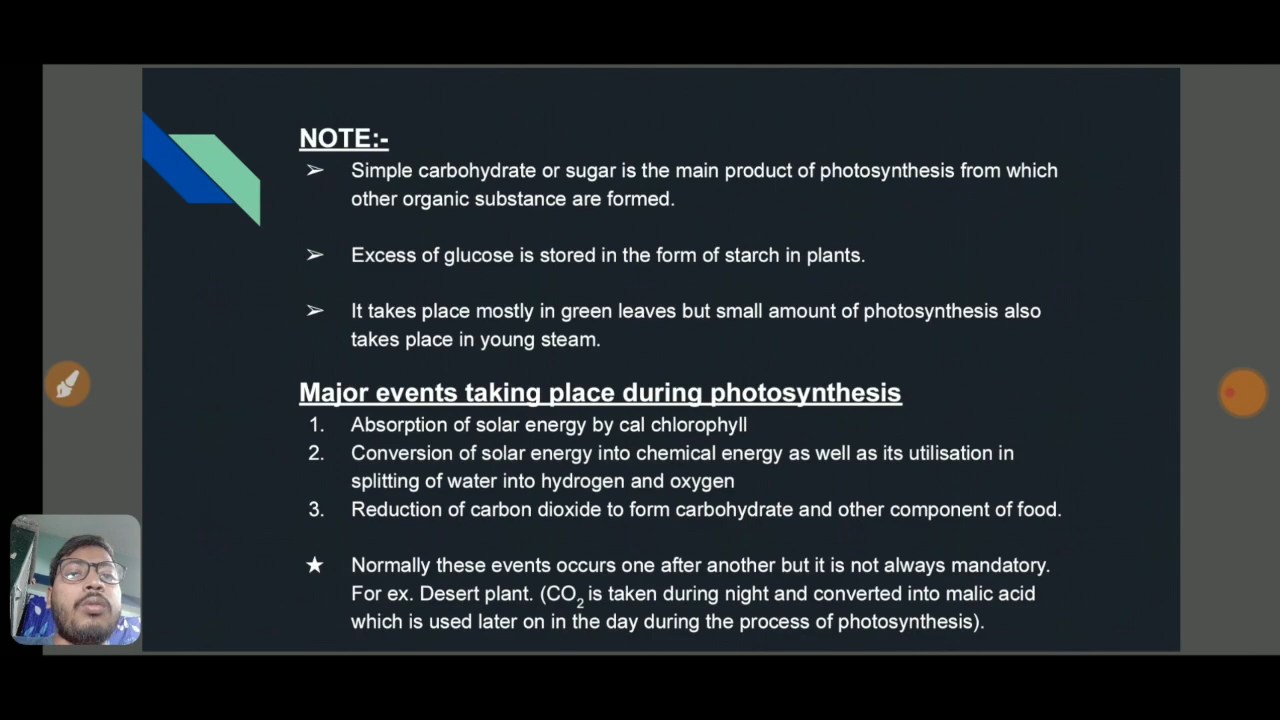 NOTE:-
➢ Simple carbohydrate or sugar is the main product of photosynthesis from which
other organic substance are formed.
➢ Excess of glucose is stored in the form of starch in plants.
➢ It takes place mostly in green leaves but small amount of photosynthesis also
takes place in young steam.
Major events taking place during photosynthesis
1. Absorption of solar energy by cal chlorophyll
2. Conversion of solar energy into chemical energy as well as its utilisation in
splitting of water into hydrogen and oxygen
3. Reduction of carbon dioxide to form carbohydrate and other component of food.
★ Normally these events occurs one after another but it is not always mandatory.
For ex. Desert plant. (CO₂ is taken during night and converted into malic acid
which is used later on in the day during the process of photosynthesis).